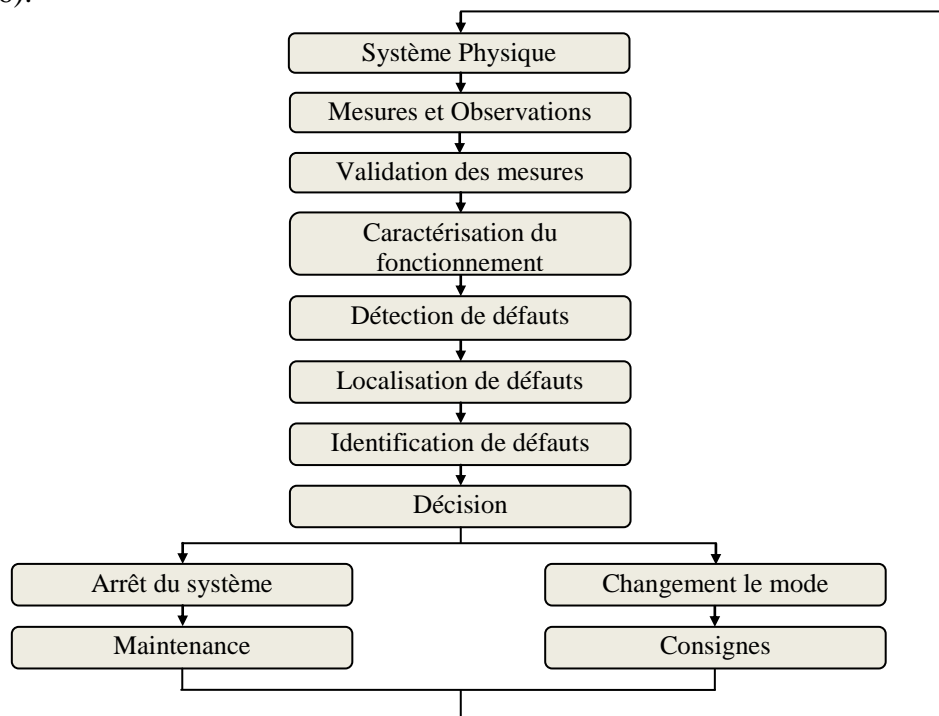 6).
Système Physique
Mesures et Observations
Validation des mesures
Caractérisation du
fonctionnement
Détection de défauts
Localisation de défauts
Identification de défauts
Décision
Arrêt du système
Changement le mode
Maintenance
Consignes